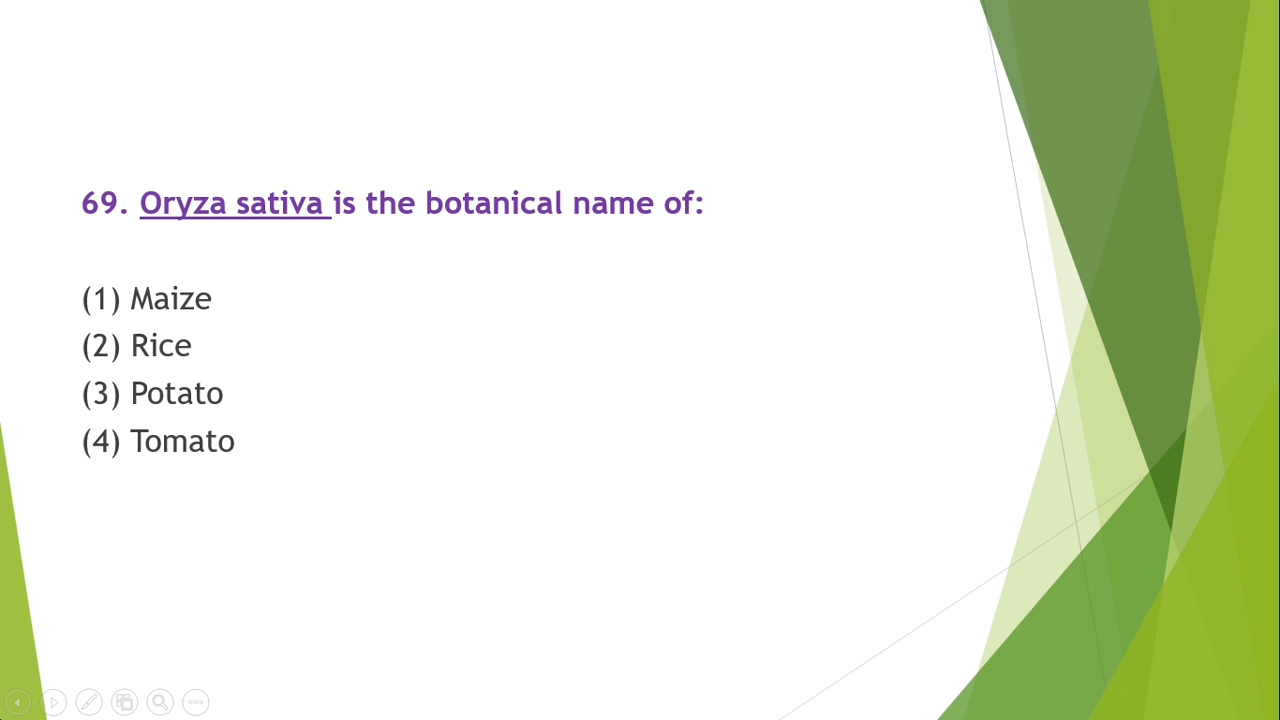 69. Oryza sativa is the botanical name of:
(1) Maize
(2) Rice
(3) Potato
(4) Tomato